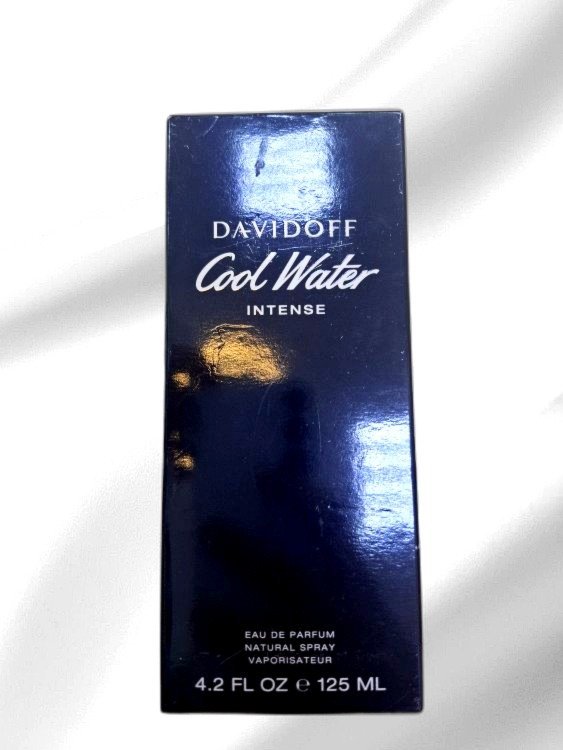 DAVIDOFF
Cool Water
INTENSE
EAU DE PARFUM
NATURAL SPRAY
VAPORISATEUR
4.2 FL OZ ℮ 125 ML